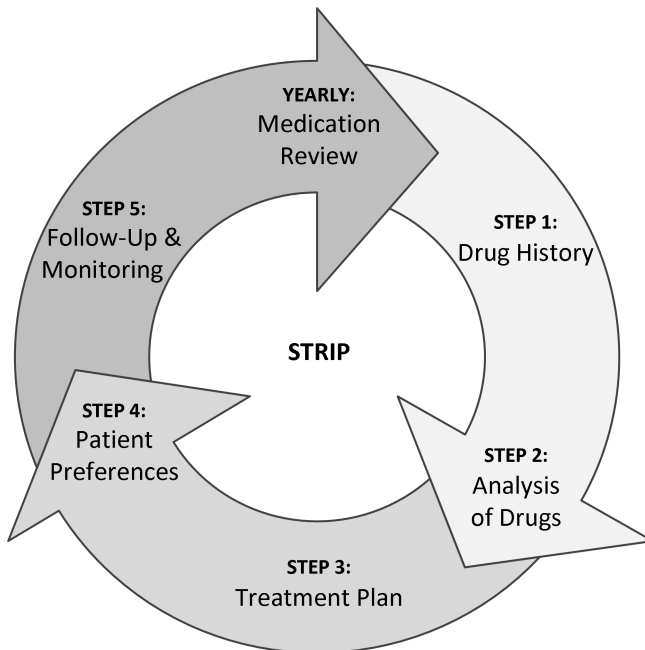 YEARLY:
Medication
Review
STEP 1:
Drug History
STEP 2:
Analysis
of Drugs
STEP 3:
Treatment Plan
STEP 4:
Patient
Preferences
STEP 5:
Follow-Up &
Monitoring
STRIP